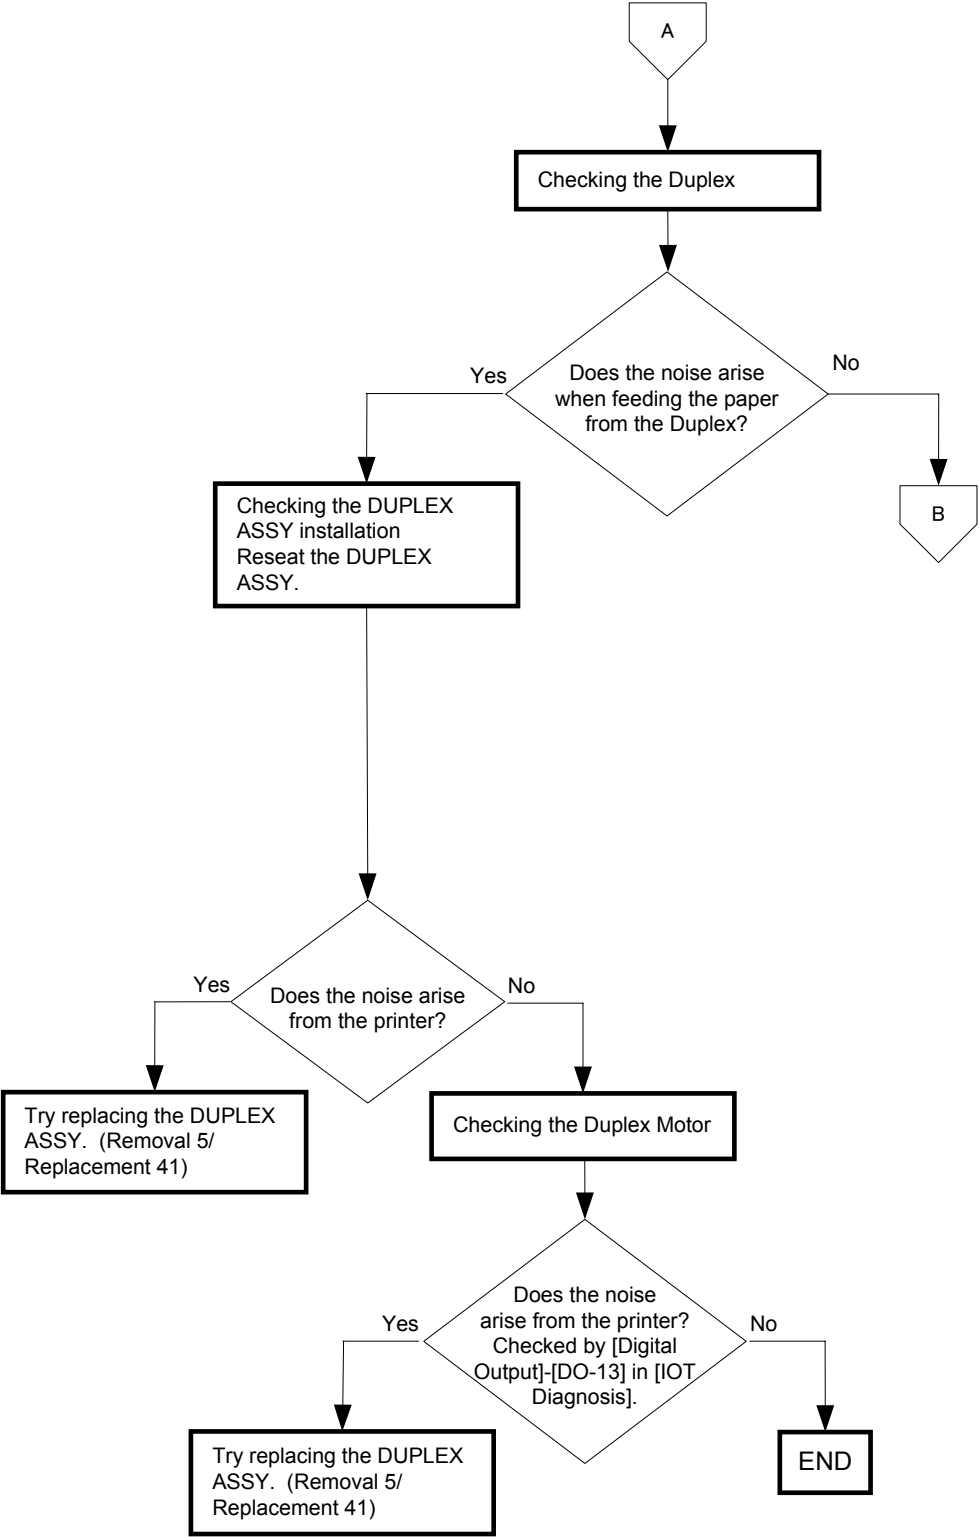 A
Checking the Duplex
Does the noise arise
when feeding the paper
from the Duplex?
Yes
No
Checking the DUPLEX
ASSY installation
Reseat the DUPLEX
ASSY.
B
Does the noise arise
from the printer?
Yes
No
Try replacing the DUPLEX
ASSY.  (Removal 5/
Replacement 41)
Checking the Duplex Motor
Does the noise
arise from the printer?
Checked by [Digital
Output]-[DO-13] in [IOT
Diagnosis].
Yes
No
Try replacing the DUPLEX
ASSY.  (Removal 5/
Replacement 41)
END